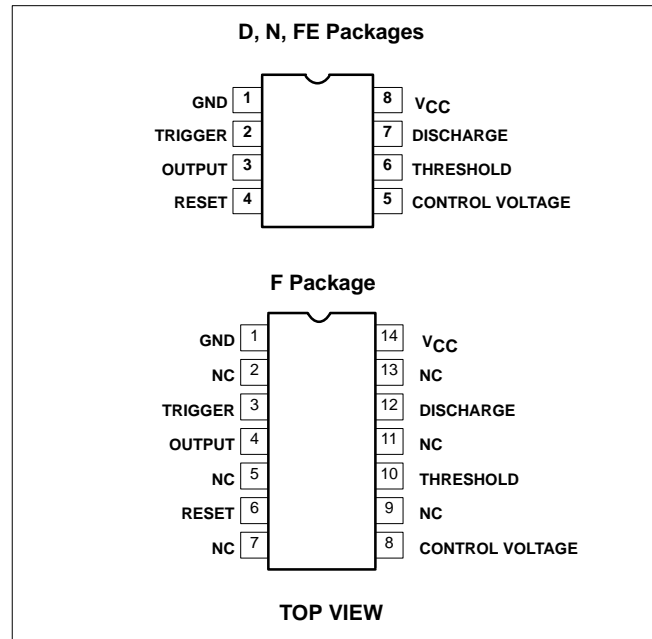 D, N, FE Packages
GND 1 8 VCC
TRIGGER 2 7 DISCHARGE
OUTPUT 3 6 THRESHOLD
RESET 4 5 CONTROL VOLTAGE
F Package
GND 1 14 VCC
NC 2 13 NC
TRIGGER 3 12 DISCHARGE
OUTPUT 4 11 NC
NC 5 10 THRESHOLD
RESET 6 9 NC
NC 7 8 CONTROL VOLTAGE
TOP VIEW